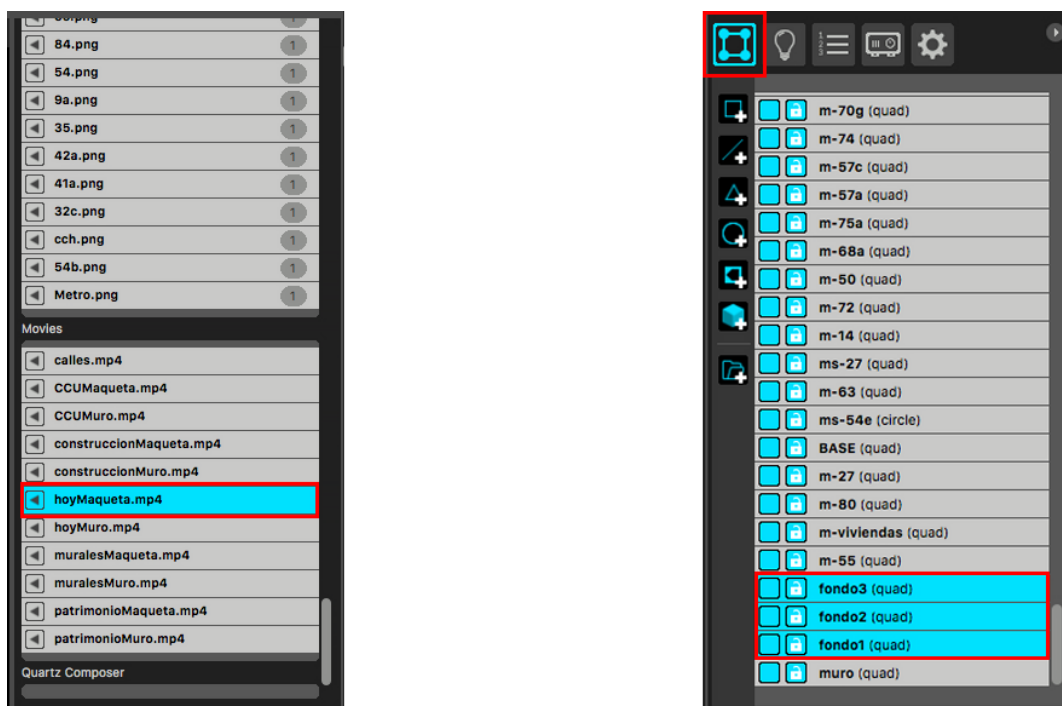 84.png 1
54.png 1
9a.png 1
35.png 1
42a.png 1
41a.png 1
32c.png 1
cch.png 1
54b.png 1
Metro.png 1
Movies
calles.mp4
CCUMaqueta.mp4
CCUMuro.mp4
construccionMaqueta.mp4
construccionMuro.mp4
hoyMaqueta.mp4
hoyMuro.mp4
muralesMaqueta.mp4
muralesMuro.mp4
patrimonioMaqueta.mp4
patrimonioMuro.mp4
Quartz Composer
1
2
3
m-70g (quad)
m-74 (quad)
m-57c (quad)
m-57a (quad)
m-75a (quad)
m-68a (quad)
m-50 (quad)
m-72 (quad)
m-14 (quad)
ms-27 (quad)
m-63 (quad)
ms-54e (circle)
BASE (quad)
m-27 (quad)
m-80 (quad)
m-viviendas (quad)
m-55 (quad)
fondo3 (quad)
fondo2 (quad)
fondo1 (quad)
muro (quad)